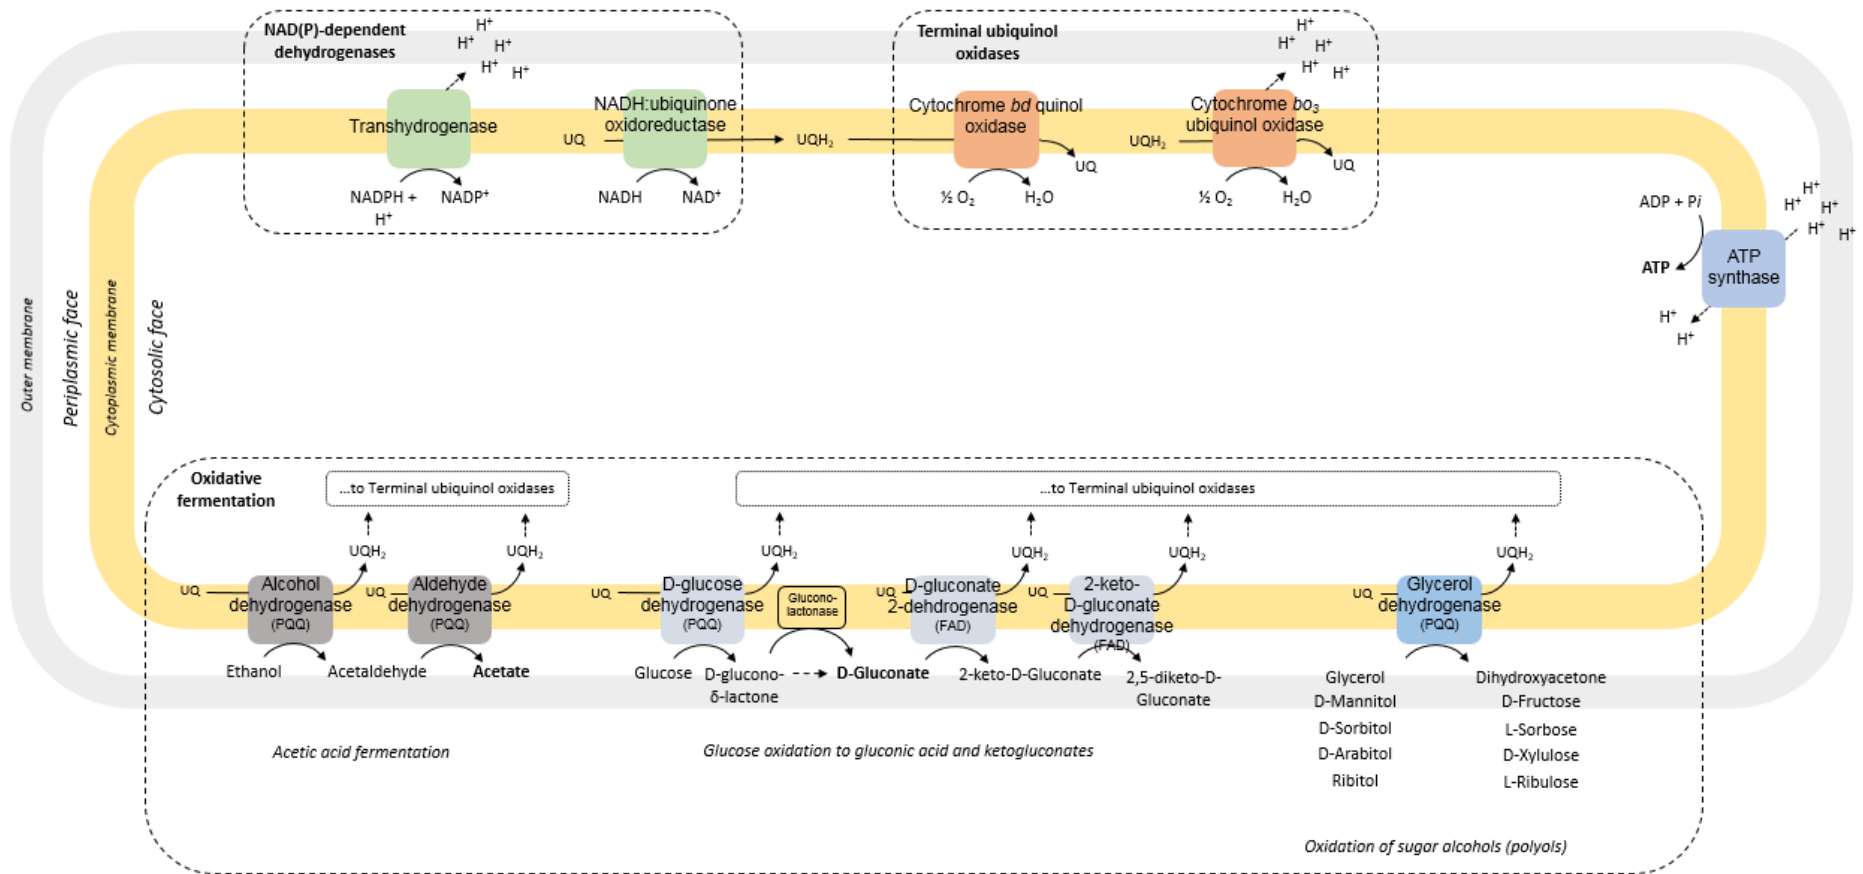 NAD(P)-dependent
dehydrogenases
H⁺
H⁺
H⁺
H⁺
H⁺
Transhydrogenase
NADPH +
H⁺
NADP⁺
NADH:ubiquinone
oxidoreductase
UQ
UQH₂
NADH
NAD⁺
Terminal ubiquinol
oxidases
Cytochrome bd quinol
oxidase
UQ
½ O₂
H₂O
H⁺
H⁺
H⁺
H⁺
H⁺
Cytochrome bo₃
ubiquinol oxidase
UQH₂
UQ
½ O₂
H₂O
ADP + Pi
ATP
H⁺
H⁺
H⁺
H⁺
H⁺
ATP
synthase
H⁺
H⁺
Outer membrane
Periplasmic face
Cytoplasmic membrane
Cytosolic face
Oxidative
fermentation
...to Terminal ubiquinol oxidases
...to Terminal ubiquinol oxidases
UQH₂
UQH₂
UQH₂
UQH₂
UQH₂
UQH₂
UQ
Alcohol
dehydrogenase
(PQQ)
UQ
Aldehyde
dehydrogenase
(PQQ)
UQ
D-glucose
dehydrogenase
(PQQ)
Glucono-
lactonase
UQ
D-gluconate
2-dehdrogenase
(FAD)
UQ
2-keto-
D-gluconate
dehydrogenase
(FAD)
UQ
Glycerol
dehydrogenase
(PQQ)
Ethanol
Acetaldehyde
Acetate
Glucose
D-glucono-
δ-lactone
D-Gluconate
2-keto-D-Gluconate
2,5-diketo-D-
Gluconate
Glycerol
Dihydroxyacetone
D-Mannitol
D-Fructose
D-Sorbitol
L-Sorbose
D-Arabitol
D-Xylulose
Ribitol
L-Ribulose
Acetic acid fermentation
Glucose oxidation to gluconic acid and ketogluconates
Oxidation of sugar alcohols (polyols)